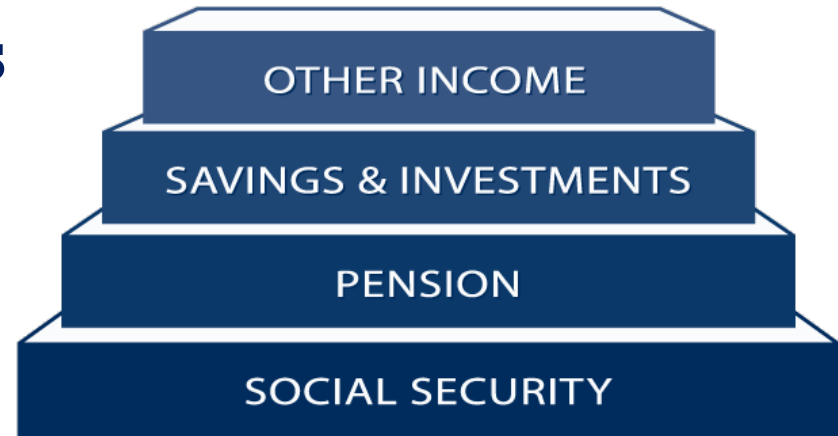 OTHER INCOME
SAVINGS & INVESTMENTS
PENSION
SOCIAL SECURITY